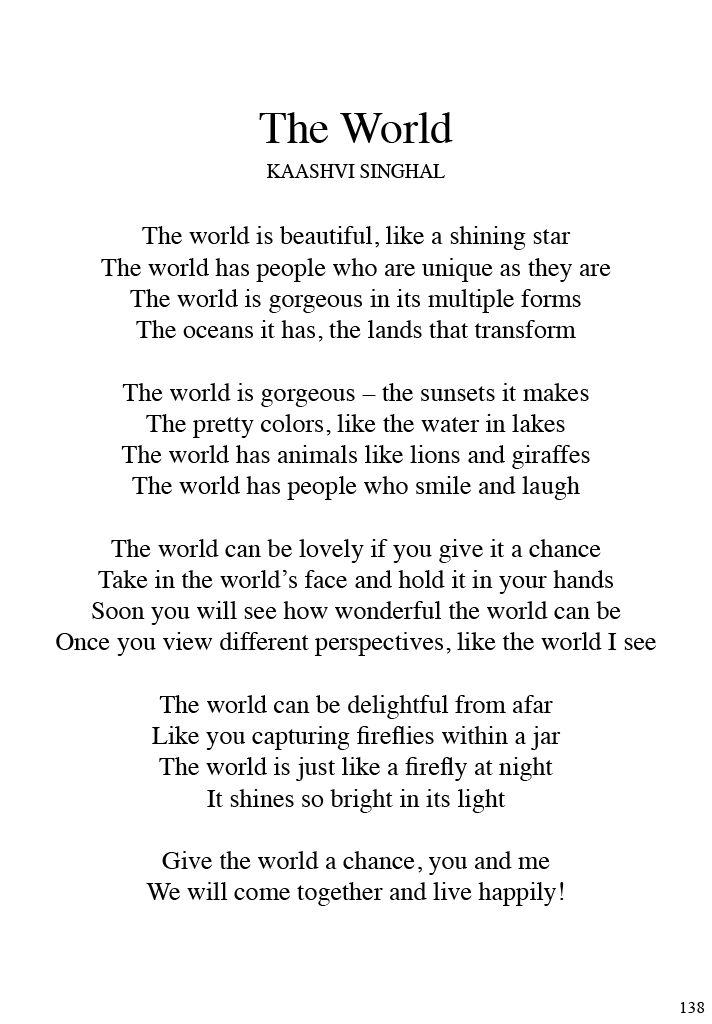 The World
KAASHVI SINGHAL
The world is beautiful, like a shining star
The world has people who are unique as they are
The world is gorgeous in its multiple forms
The oceans it has, the lands that transform
The world is gorgeous – the sunsets it makes
The pretty colors, like the water in lakes
The world has animals like lions and giraffes
The world has people who smile and laugh
The world can be lovely if you give it a chance
Take in the world’s face and hold it in your hands
Soon you will see how wonderful the world can be
Once you view different perspectives, like the world I see
The world can be delightful from afar
Like you capturing fireflies within a jar
The world is just like a firefly at night
It shines so bright in its light
Give the world a chance, you and me
We will come together and live happily!
138